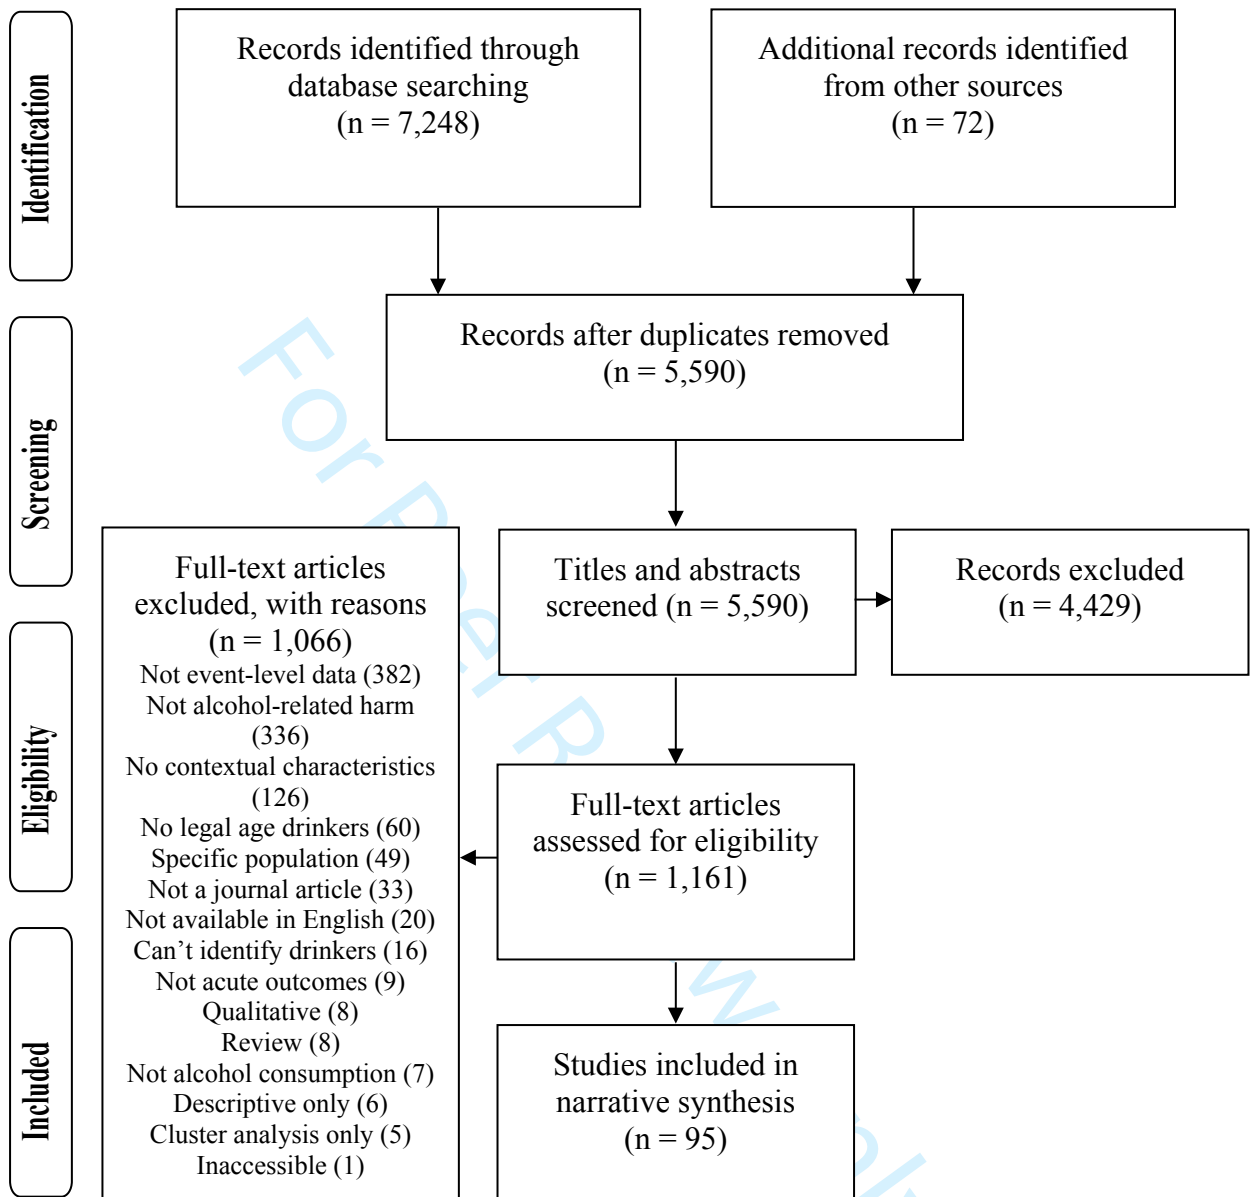 Identification
Records identified through
database searching
(n = 7,248)
Additional records identified
from other sources
(n = 72)
Screening
Records after duplicates removed
(n = 5,590)
Titles and abstracts
screened (n = 5,590)
Records excluded
(n = 4,429)
Eligibility
Full-text articles
assessed for eligibility
(n = 1,161)
Full-text articles
excluded, with reasons
(n = 1,066)
Not event-level data (382)
Not alcohol-related harm
(336)
No contextual characteristics
(126)
No legal age drinkers (60)
Specific population (49)
Not a journal article (33)
Not available in English (20)
Can't identify drinkers (16)
Not acute outcomes (9)
Qualitative (8)
Review (8)
Not alcohol consumption (7)
Descriptive only (6)
Cluster analysis only (5)
Inaccessible (1)
Included
Studies included in
narrative synthesis
(n = 95)
For Peer